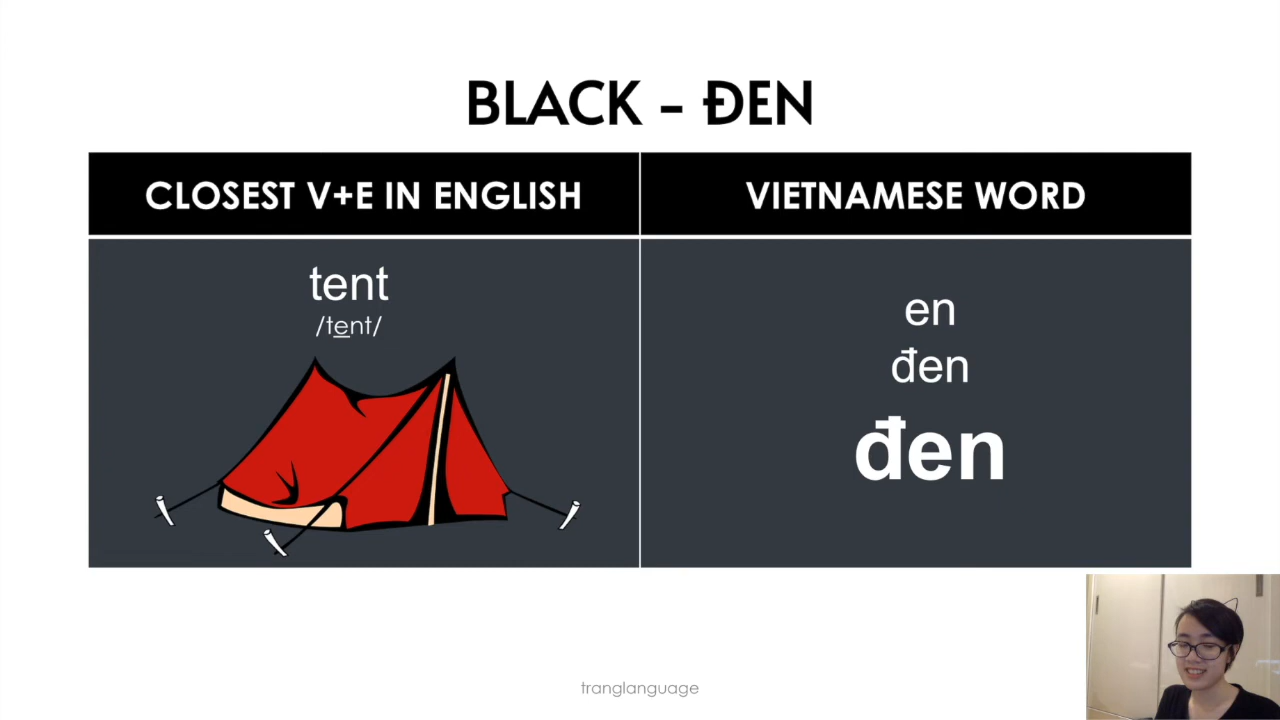 BLACK - ĐEN
CLOSEST V+E IN ENGLISH
VIETNAMESE WORD
tent
/tent/
en
đen
đen
tranglanguage